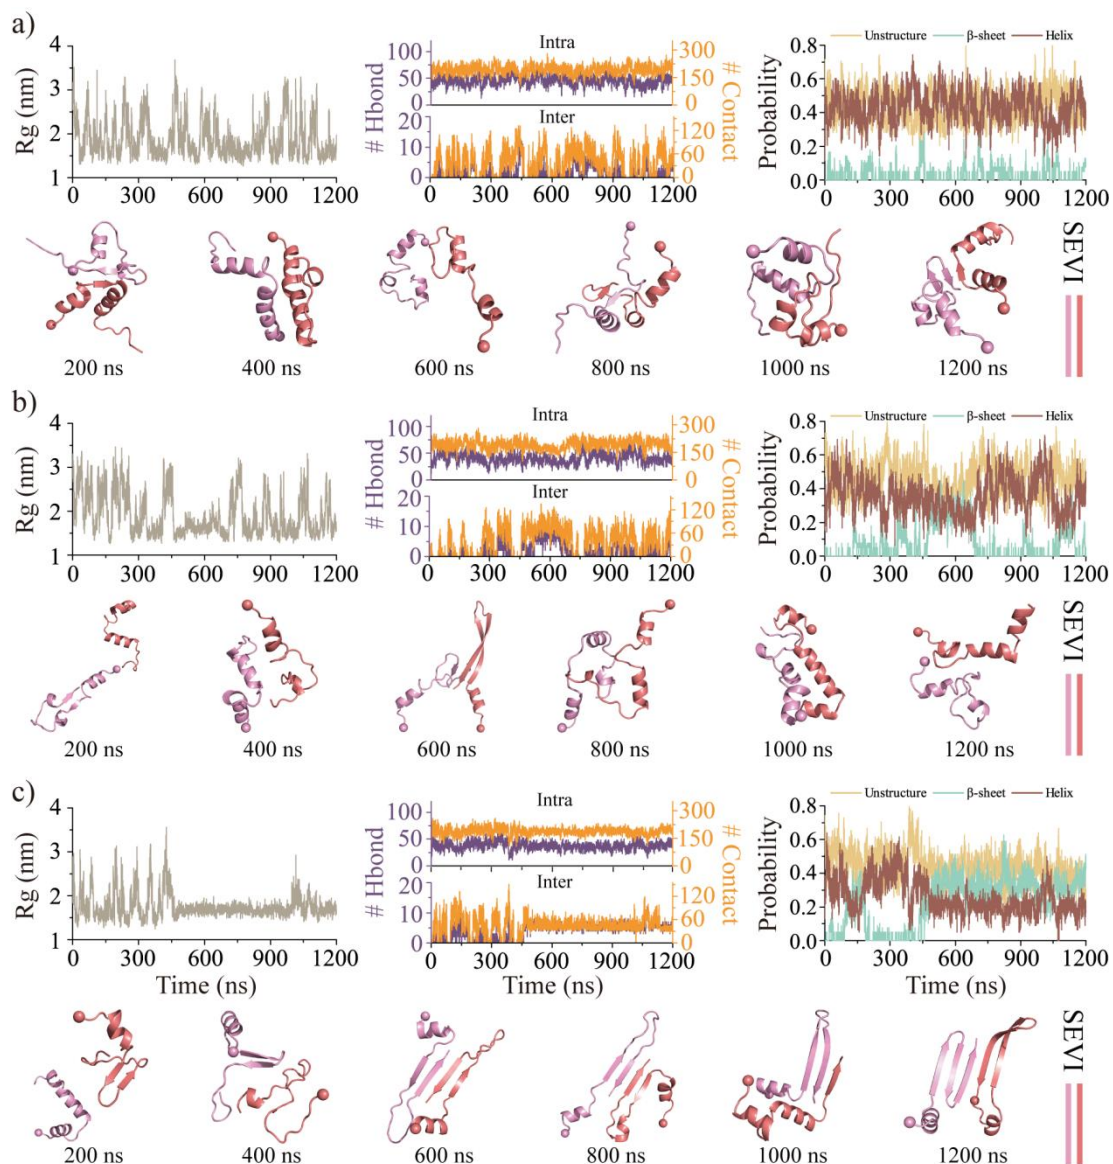 a)
Rg (nm)
4
3
2
1
0 300 600 900 1200
# Hbond
100
50
0
Intra
300
150
0
20
10
0
Inter
120
60
0
# Contact
0 300 600 900 1200
Unstructure β-sheet Helix
Probability
0.8
0.6
0.4
0.2
0.0
0 300 600 900 1200
200 ns 400 ns 600 ns 800 ns 1000 ns 1200 ns
SEVI
b)
Rg (nm)
4
3
2
1
0 300 600 900 1200
# Hbond
100
50
0
Intra
300
150
0
20
10
0
Inter
120
60
0
# Contact
0 300 600 900 1200
Unstructure β-sheet Helix
Probability
0.8
0.6
0.4
0.2
0.0
0 300 600 900 1200
200 ns 400 ns 600 ns 800 ns 1000 ns 1200 ns
SEVI
c)
Rg (nm)
4
3
2
1
0 300 600 900 1200
Time (ns)
# Hbond
100
50
0
Intra
300
150
0
20
10
0
Inter
120
60
0
# Contact
0 300 600 900 1200
Time (ns)
Unstructure β-sheet Helix
Probability
0.8
0.6
0.4
0.2
0.0
0 300 600 900 1200
Time (ns)
200 ns 400 ns 600 ns 800 ns 1000 ns 1200 ns
SEVI